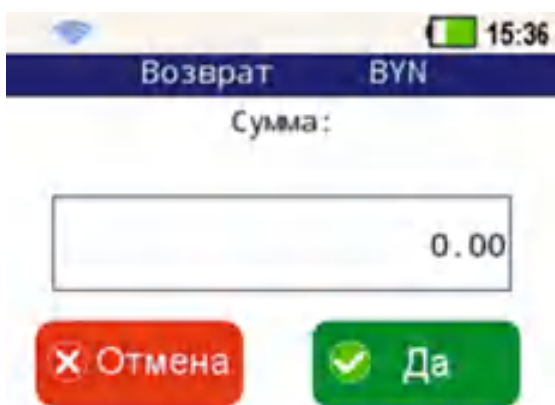 15:36
Возврат BYN
Сумма:
0.00
Отмена Да